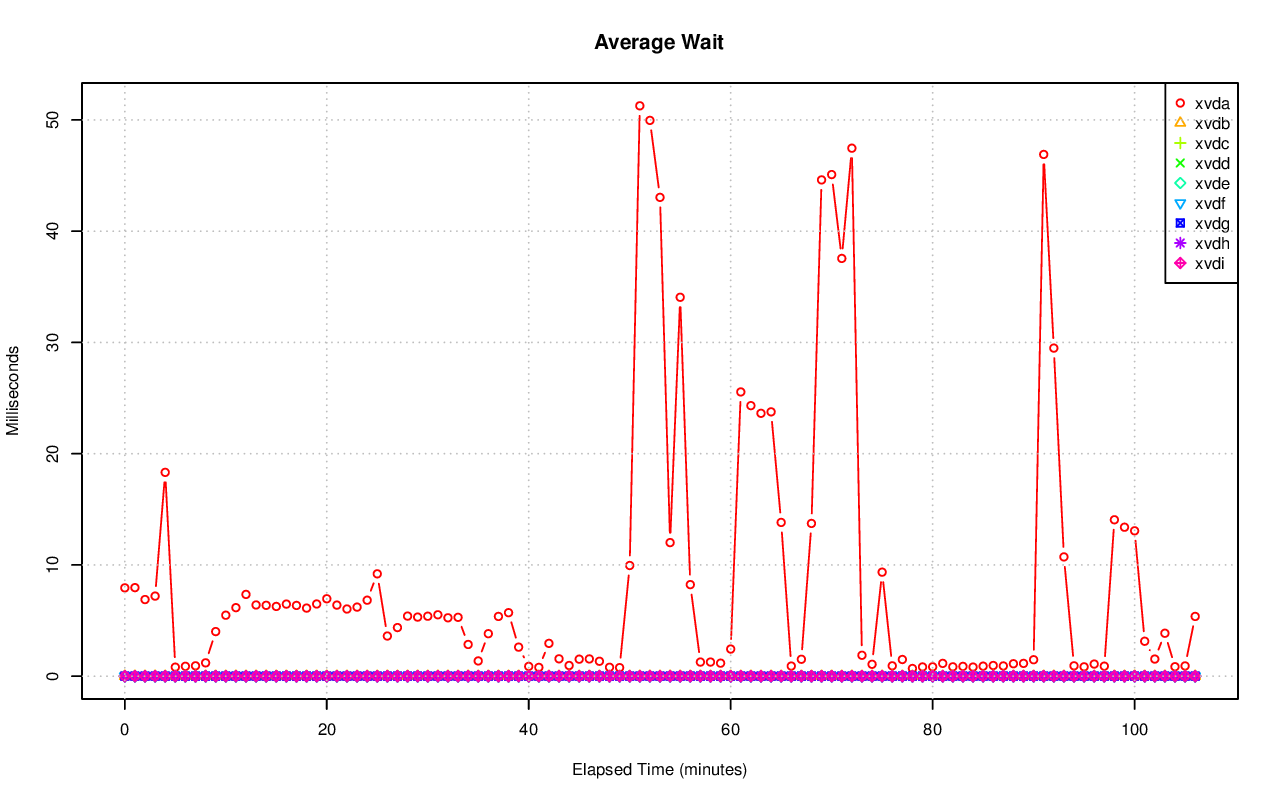 Average Wait
Milliseconds
50
40
30
20
10
0
xvda
xvdb
xvdc
xvdd
xvde
xvdf
xvdg
xvdh
xvdi
0 20 40 60 80 100
Elapsed Time (minutes)